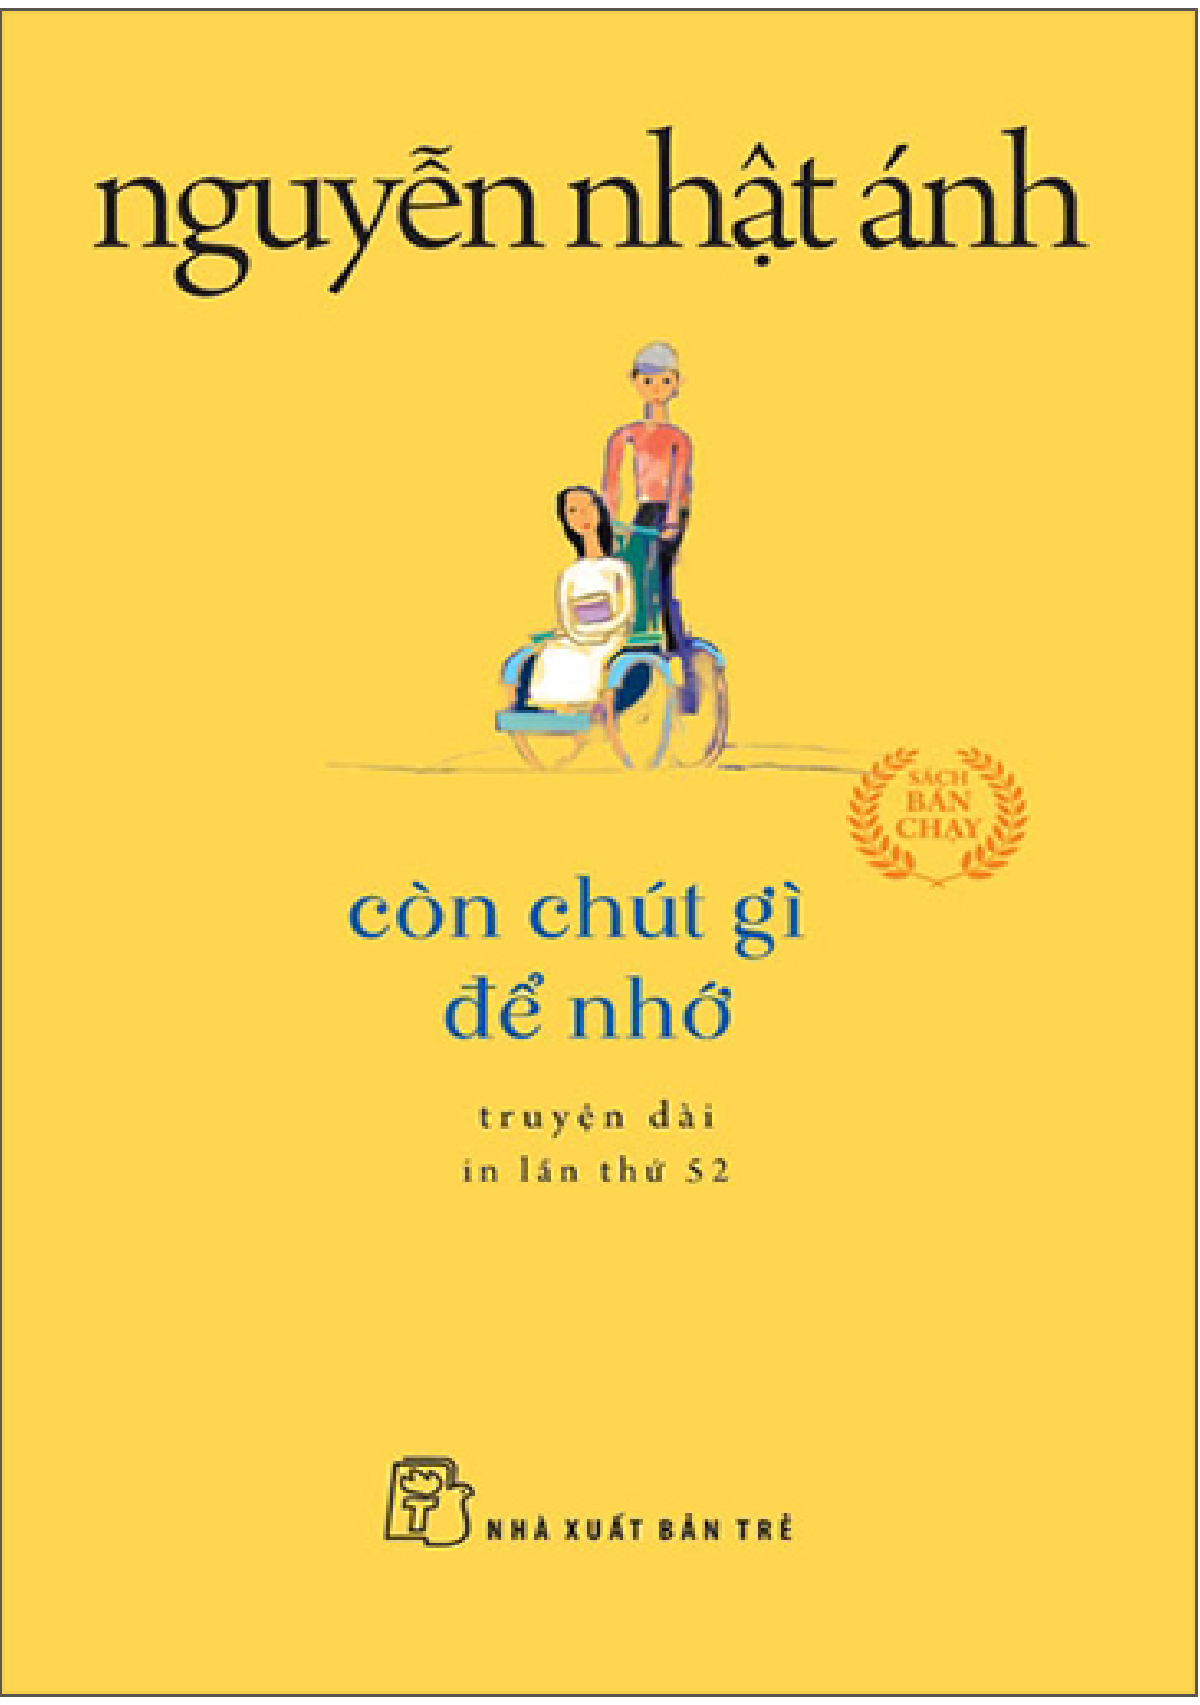 nguyễn nhật ánh
SÁCH
BÁN
CHẠY
còn chút gì
để nhớ
truyện dài
in lần thứ 52
T
NHÀ XUẤT BẢN TRẺ